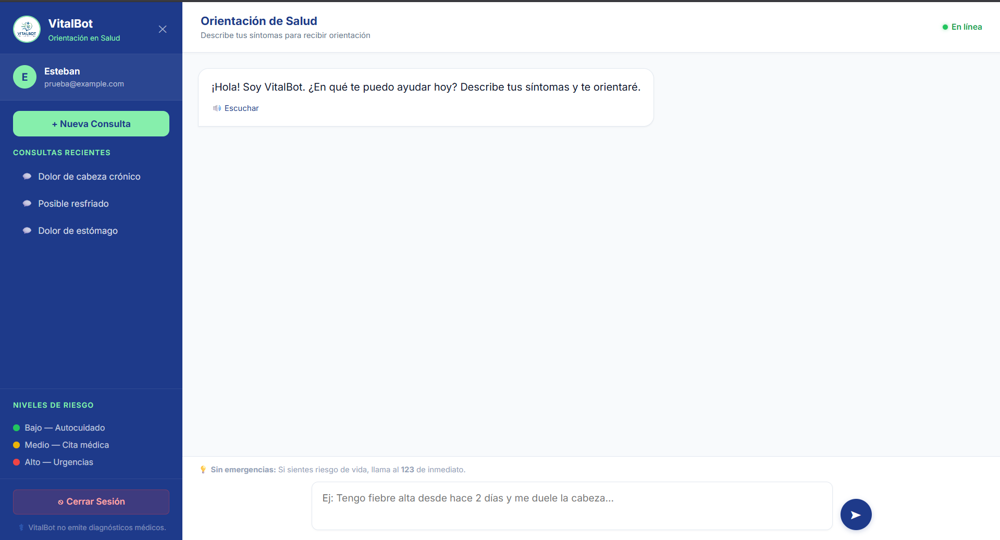 VITALBOT
VitalBot
Orientación en Salud
E
Esteban
prueba@example.com
+ Nueva Consulta
CONSULTAS RECIENTES
Dolor de cabeza crónico
Posible resfriado
Dolor de estómago
NIVELES DE RIESGO
Bajo — Autocuidado
Medio — Cita médica
Alto — Urgencias
Cerrar Sesión
VitalBot no emite diagnósticos médicos.
Orientación de Salud
Describe tus síntomas para recibir orientación
En línea
¡Hola! Soy VitalBot. ¿En qué te puedo ayudar hoy? Describe tus síntomas y te orientaré.
Escuchar
Sin emergencias: Si sientes riesgo de vida, llama al 123 de inmediato.
Ej: Tengo fiebre alta desde hace 2 días y me duele la cabeza...